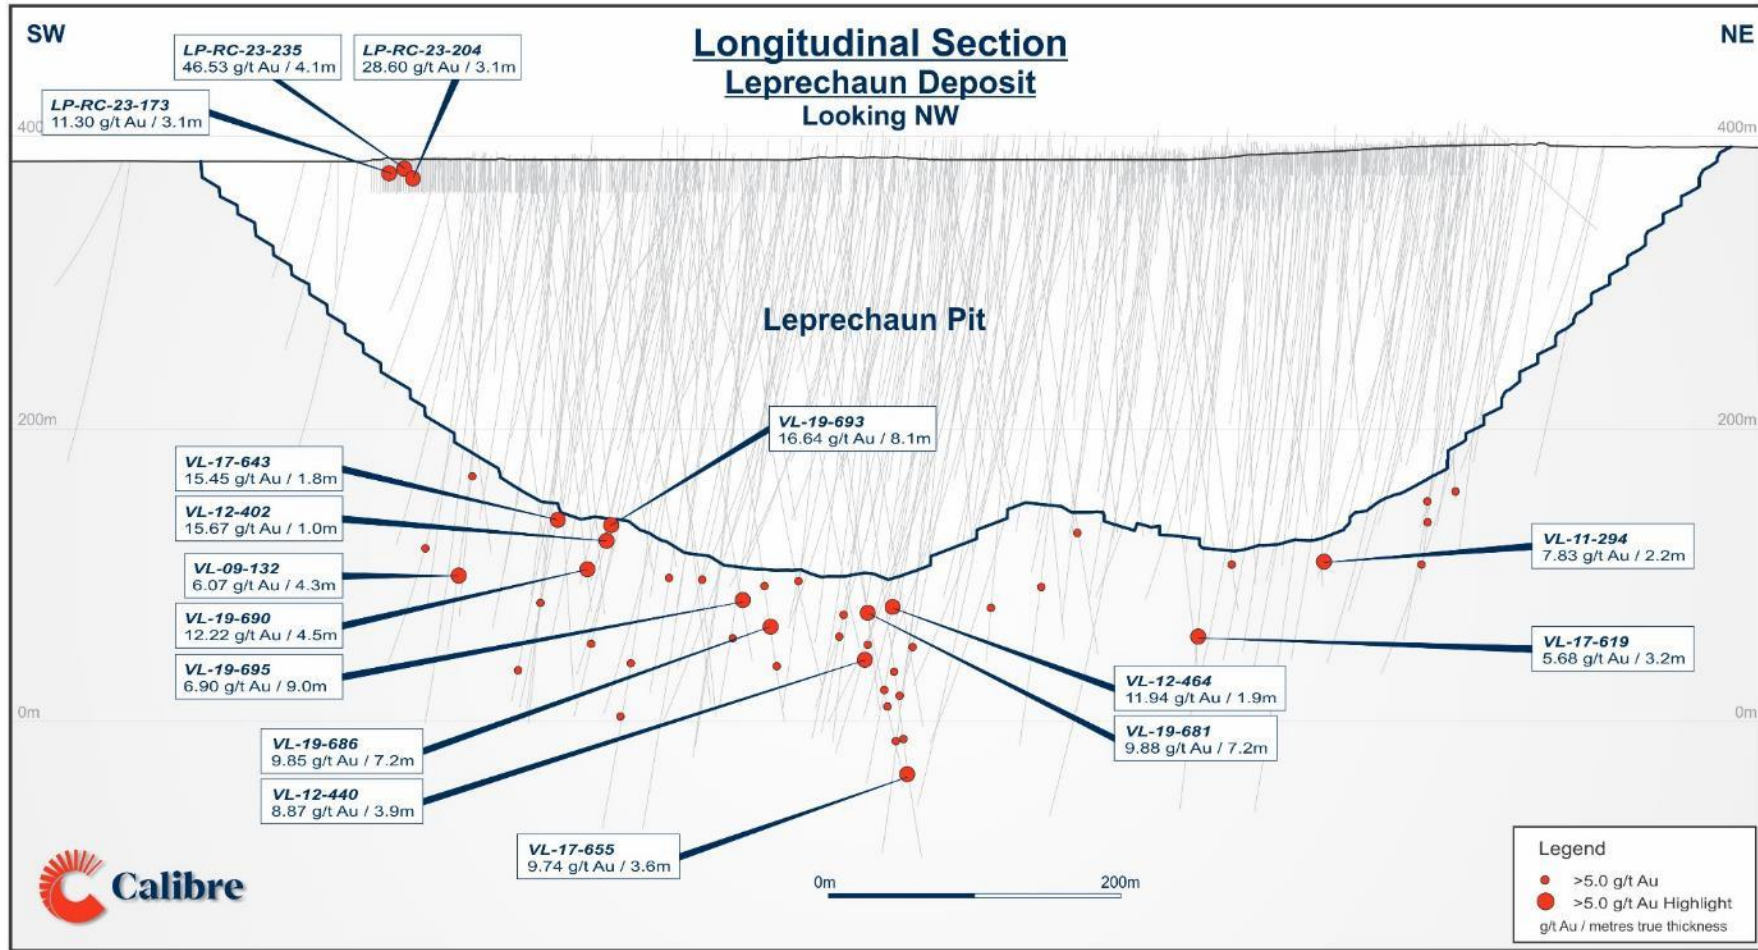 SW
Longitudinal Section
NE
Leprechaun Deposit
Looking NW
LP-RC-23-235
46.53 g/t Au / 4.1m
LP-RC-23-204
28.60 g/t Au / 3.1m
LP-RC-23-173
11.30 g/t Au / 3.1m
400m
Leprechaun Pit
200m
200m
VL-19-693
16.64 g/t Au / 8.1m
VL-17-643
15.45 g/t Au / 1.8m
VL-12-402
15.67 g/t Au / 1.0m
VL-09-132
6.07 g/t Au / 4.3m
VL-19-690
12.22 g/t Au / 4.5m
VL-19-695
6.90 g/t Au / 9.0m
VL-11-294
7.83 g/t Au / 2.2m
VL-17-619
5.68 g/t Au / 3.2m
VL-12-464
11.94 g/t Au / 1.9m
VL-19-681
9.88 g/t Au / 7.2m
0m
0m
VL-19-686
9.85 g/t Au / 7.2m
VL-12-440
8.87 g/t Au / 3.9m
VL-17-655
9.74 g/t Au / 3.6m
Calibre
0m 200m
Legend
>5.0 g/t Au
>5.0 g/t Au Highlight
g/t Au / metres true thickness